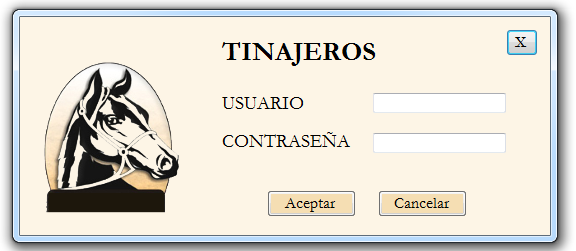 TINAJEROS
X
USUARIO
CONTRASEÑA
Aceptar
Cancelar